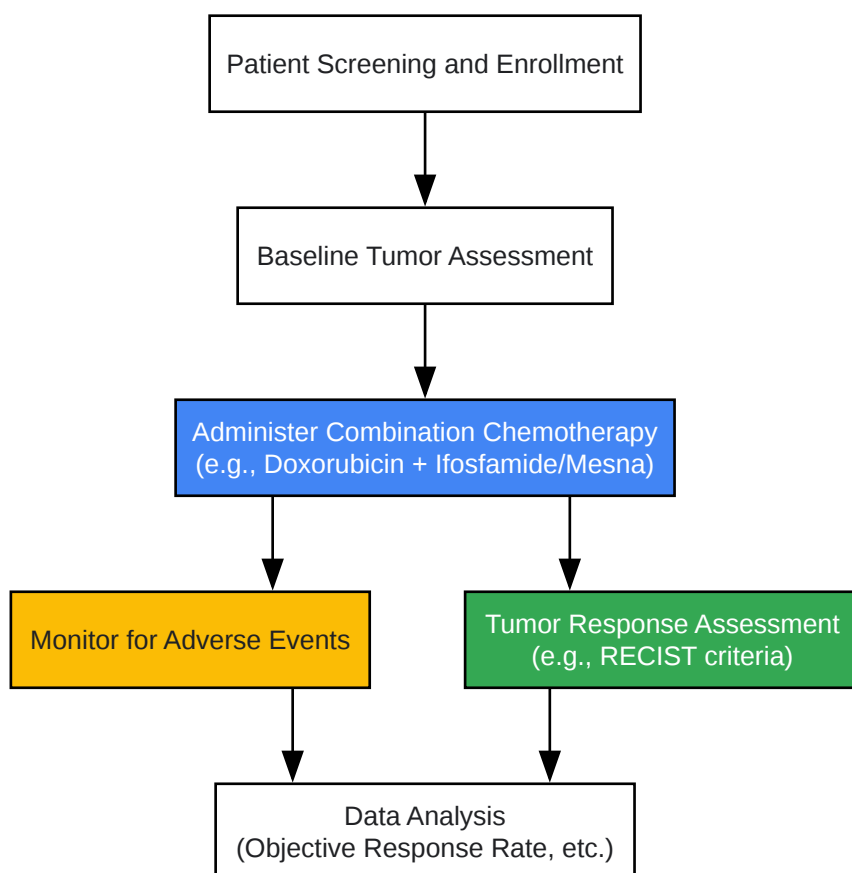 Patient Screening and Enrollment
Baseline Tumor Assessment
Administer Combination Chemotherapy
(e.g., Doxorubicin + Ifosfamide/Mesna)
Monitor for Adverse Events
Tumor Response Assessment
(e.g., RECIST criteria)
Data Analysis
(Objective Response Rate, etc.)